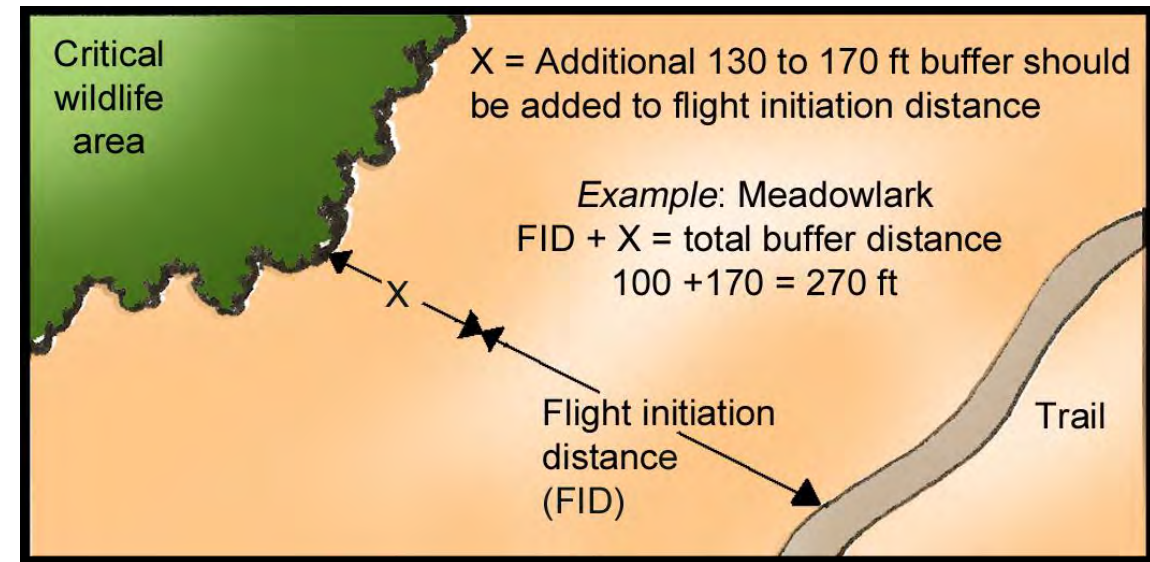 Critical
wildlife
area
X = Additional 130 to 170 ft buffer should
be added to flight initiation distance
Example: Meadowlark
FID + X = total buffer distance
100 +170 = 270 ft
X
Flight initiation
distance
(FID)
Trail